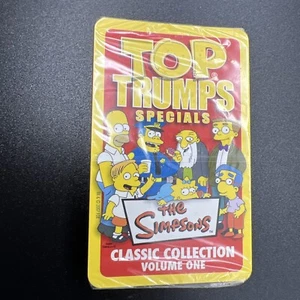 TOP
TRUMPS
SPECIALS
THE
SIMPSONS
CLASSIC COLLECTION
VOLUME ONE